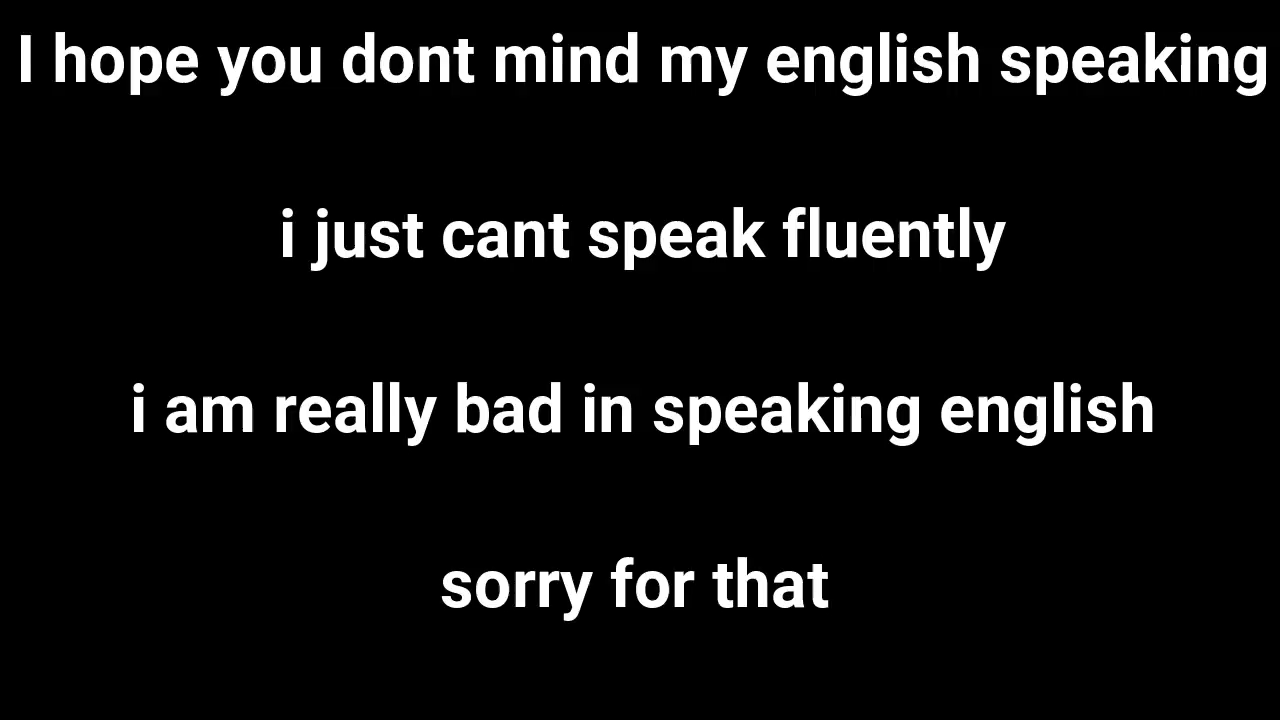 I hope you dont mind my english speaking
i just cant speak fluently
i am really bad in speaking english
sorry for that